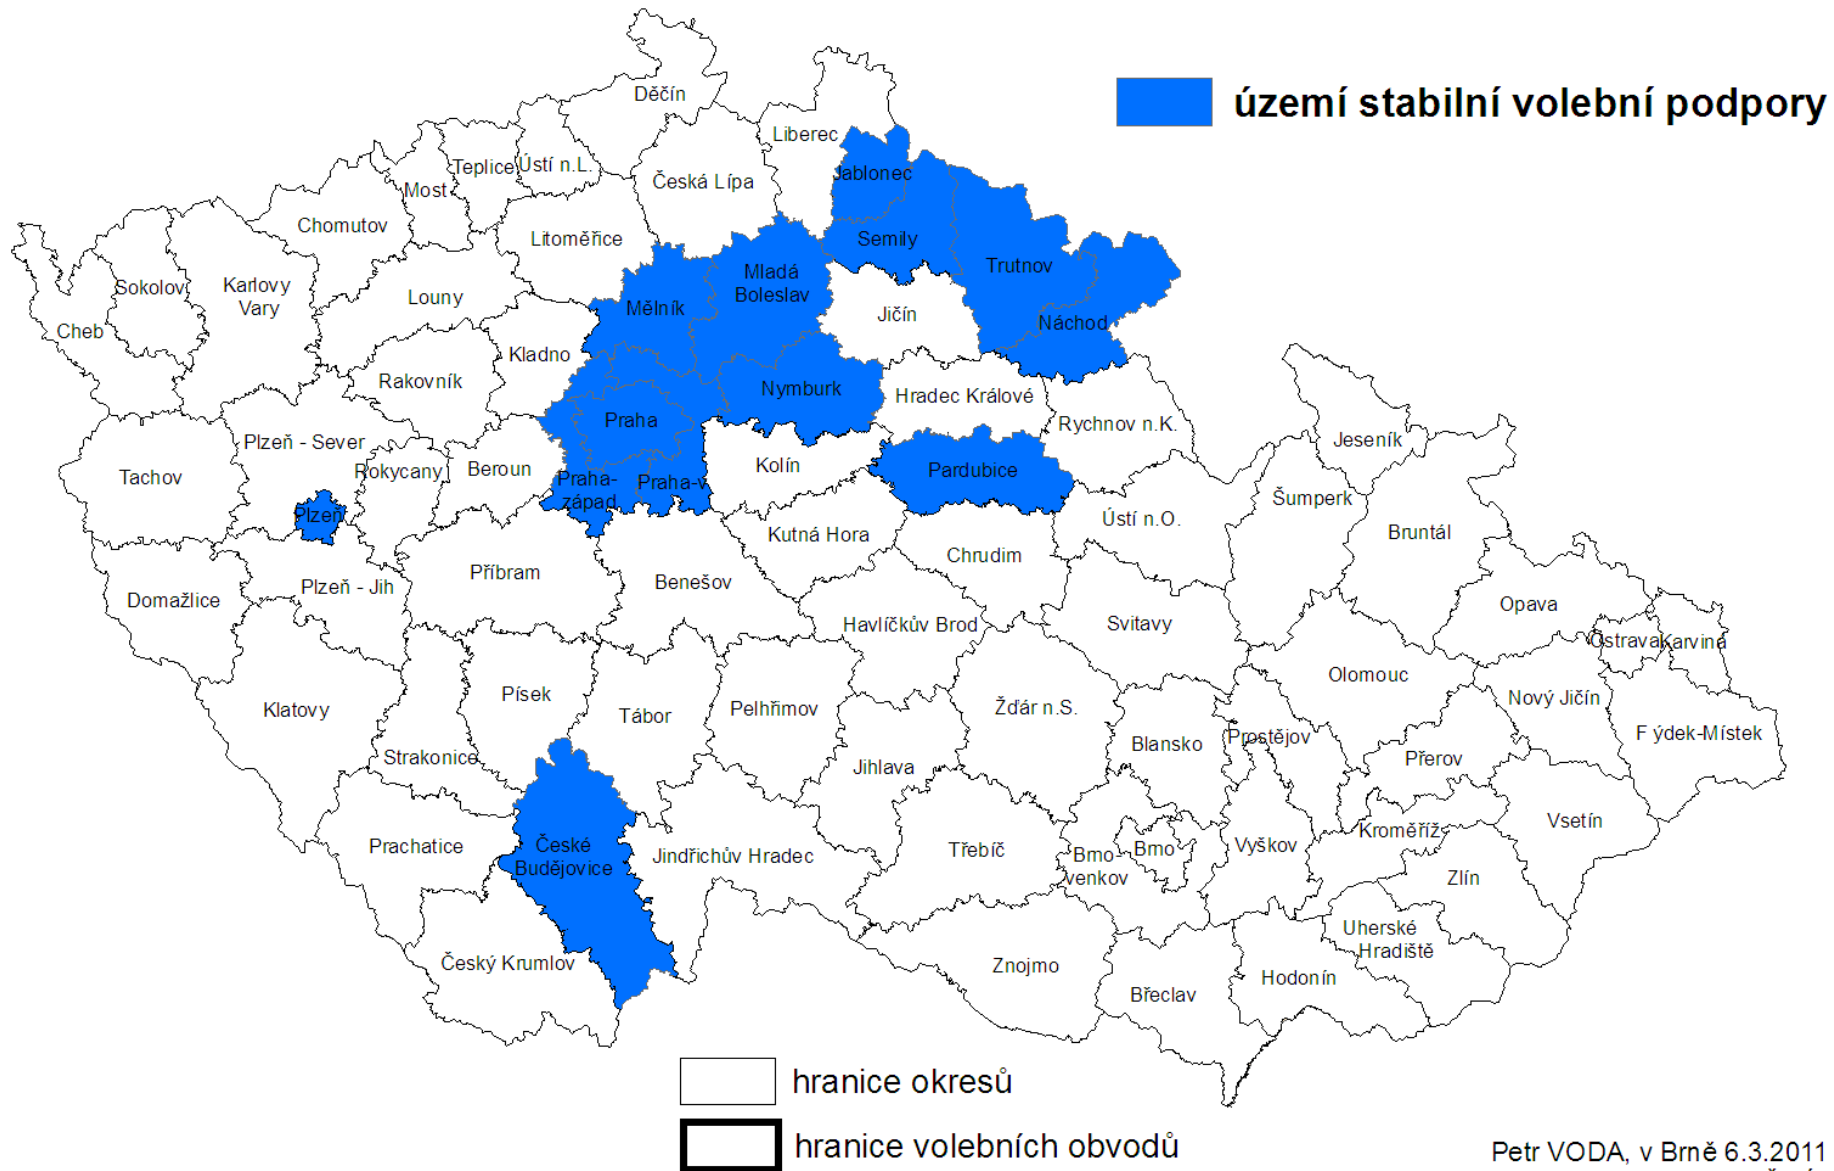 Děčín
území stabilní volební podpory
Liberec
Teplice
Ústí n.L.
Česká Lípa
Jablonec
Most
Chomutov
Litoměřice
Semily
Trutnov
Mladá
Boleslav
Sokolov
Karlovy
Vary
Louny
Mělník
Jičín
Náchod
Cheb
Kladno
Rakovník
Nymburk
Hradec Králové
Praha
Rychnov n.K.
Plzeň - Sever
Jeseník
Tachov
Rokycany
Beroun
Kolín
Pardubice
Praha-
západ
Praha-v
Šumperk
Plzeň
Ústí n.O.
Kutná Hora
Bruntál
Chrudim
Příbram
Benešov
Plzeň - Jih
Domažlice
Opava
Havlíčkův Brod
Svitavy
Ostrava
Karviná
Olomouc
Písek
Nový Jičín
Klatovy
Tábor
Pelhřimov
Žďár n.S.
F ýdek-Místek
Prostějov
Blansko
Strakonice
Přerov
Jihlava
Vsetín
Kroměříž
České
Budějovice
Prachatice
Jindřichův Hradec
Třebíč
Brno-
venkov
Brno
Vyškov
Zlín
Uherské
Hradiště
Český Krumlov
Znojmo
Hodonín
Břeclav
hranice okresů
hranice volebních obvodů
Petr VODA, v Brně 6.3.2011